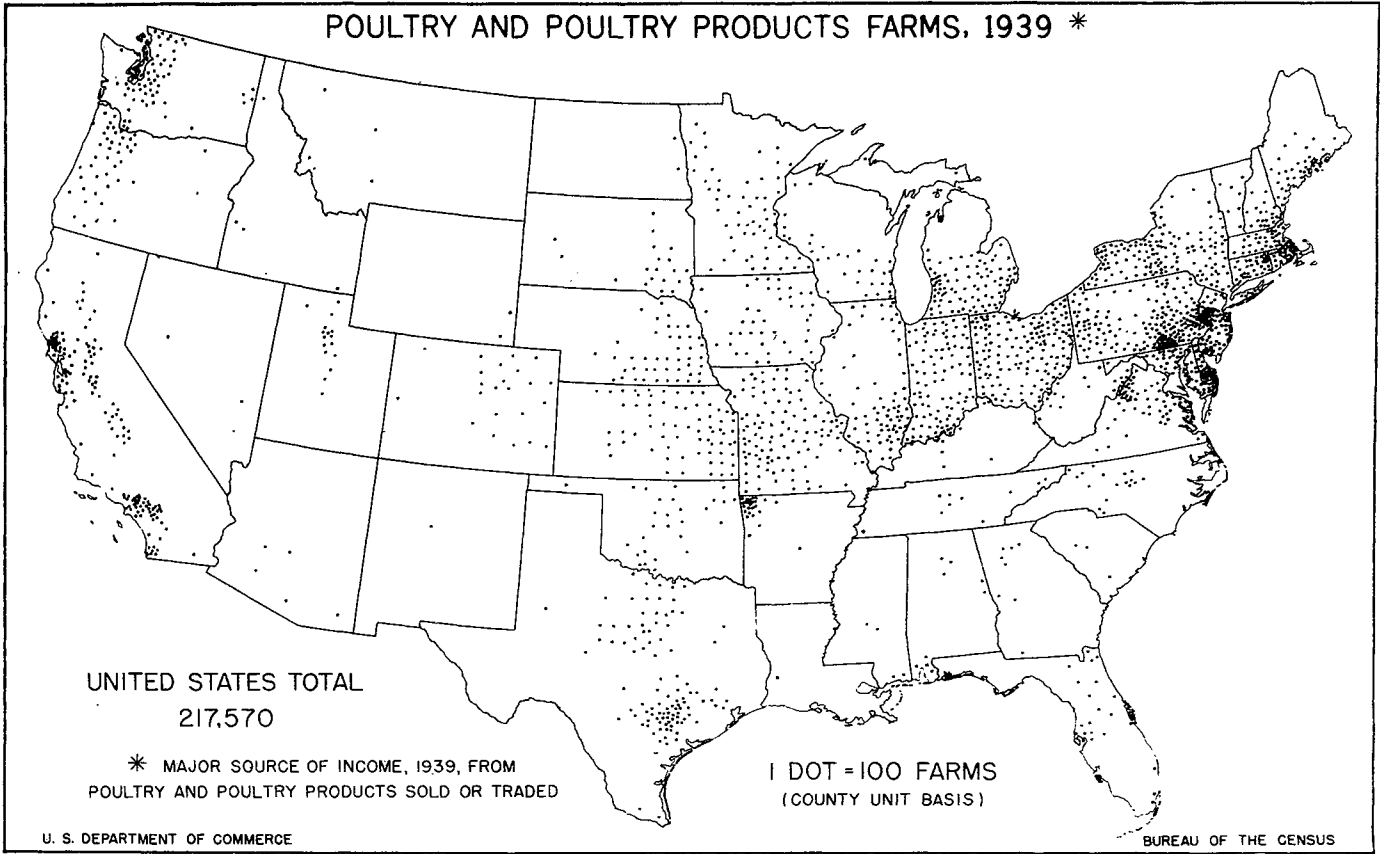 POULTRY AND POULTRY PRODUCTS FARMS, 1939 *
UNITED STATES TOTAL
217,570
* MAJOR SOURCE OF INCOME, 1939, FROM
POULTRY AND POULTRY PRODUCTS SOLD OR TRADED
1 DOT = 100 FARMS
(COUNTY UNIT BASIS)
U. S. DEPARTMENT OF COMMERCE
BUREAU OF THE CENSUS